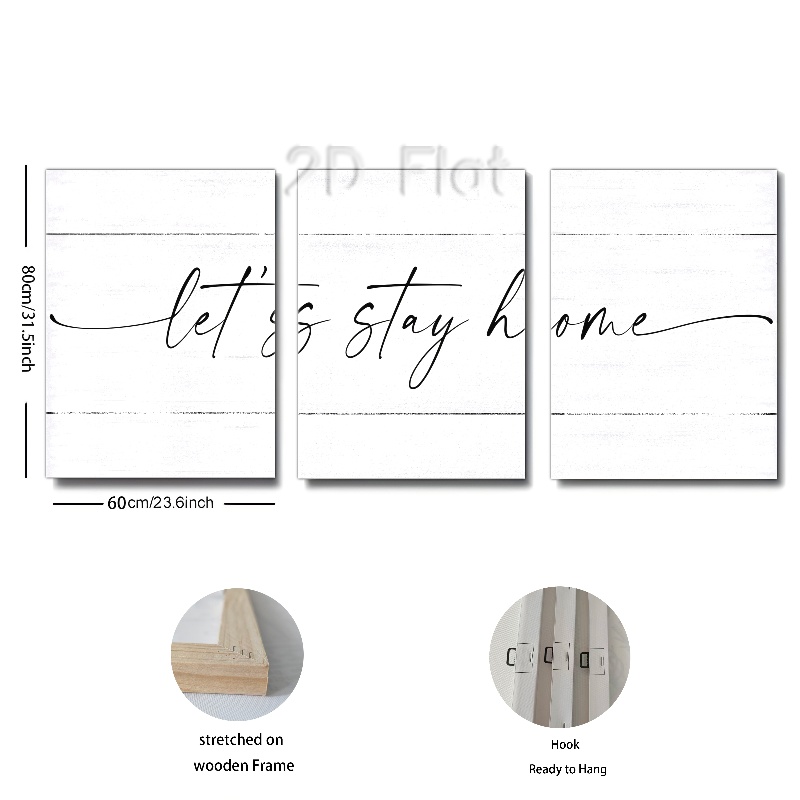 2D Flat
let's stay home
80cm/31.5inch
60cm/23.6inch
stretched on
wooden Frame
Hook
Ready to Hang